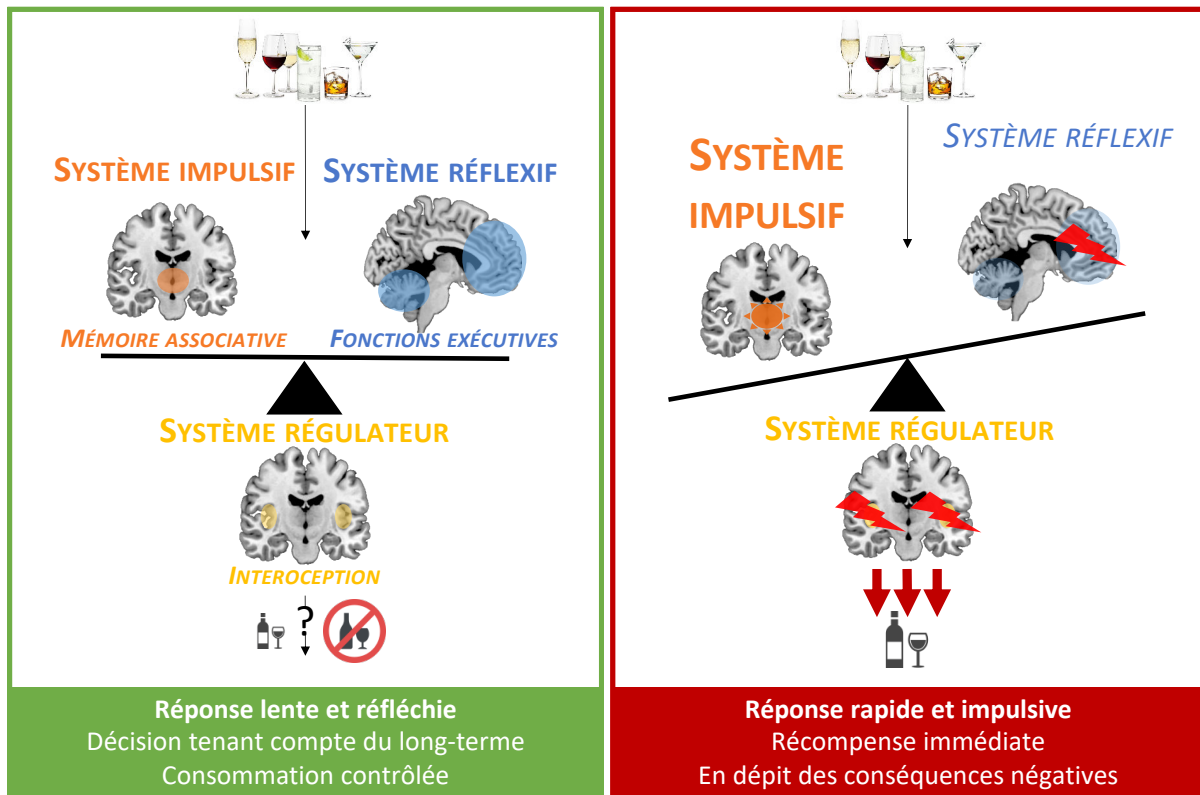 SYSTÈME IMPULSIF
SYSTÈME RÉFLEXIF
MÉMOIRE ASSOCIATIVE
FONCTIONS EXÉCUTIVES
SYSTÈME RÉGULATEUR
INTEROCEPTION
?
Réponse lente et réfléchie
Décision tenant compte du long-terme
Consommation contrôlée
SYSTÈME
IMPULSIF
SYSTÈME RÉFLEXIF
SYSTÈME RÉGULATEUR
Réponse rapide et impulsive
Récompense immédiate
En dépit des conséquences négatives